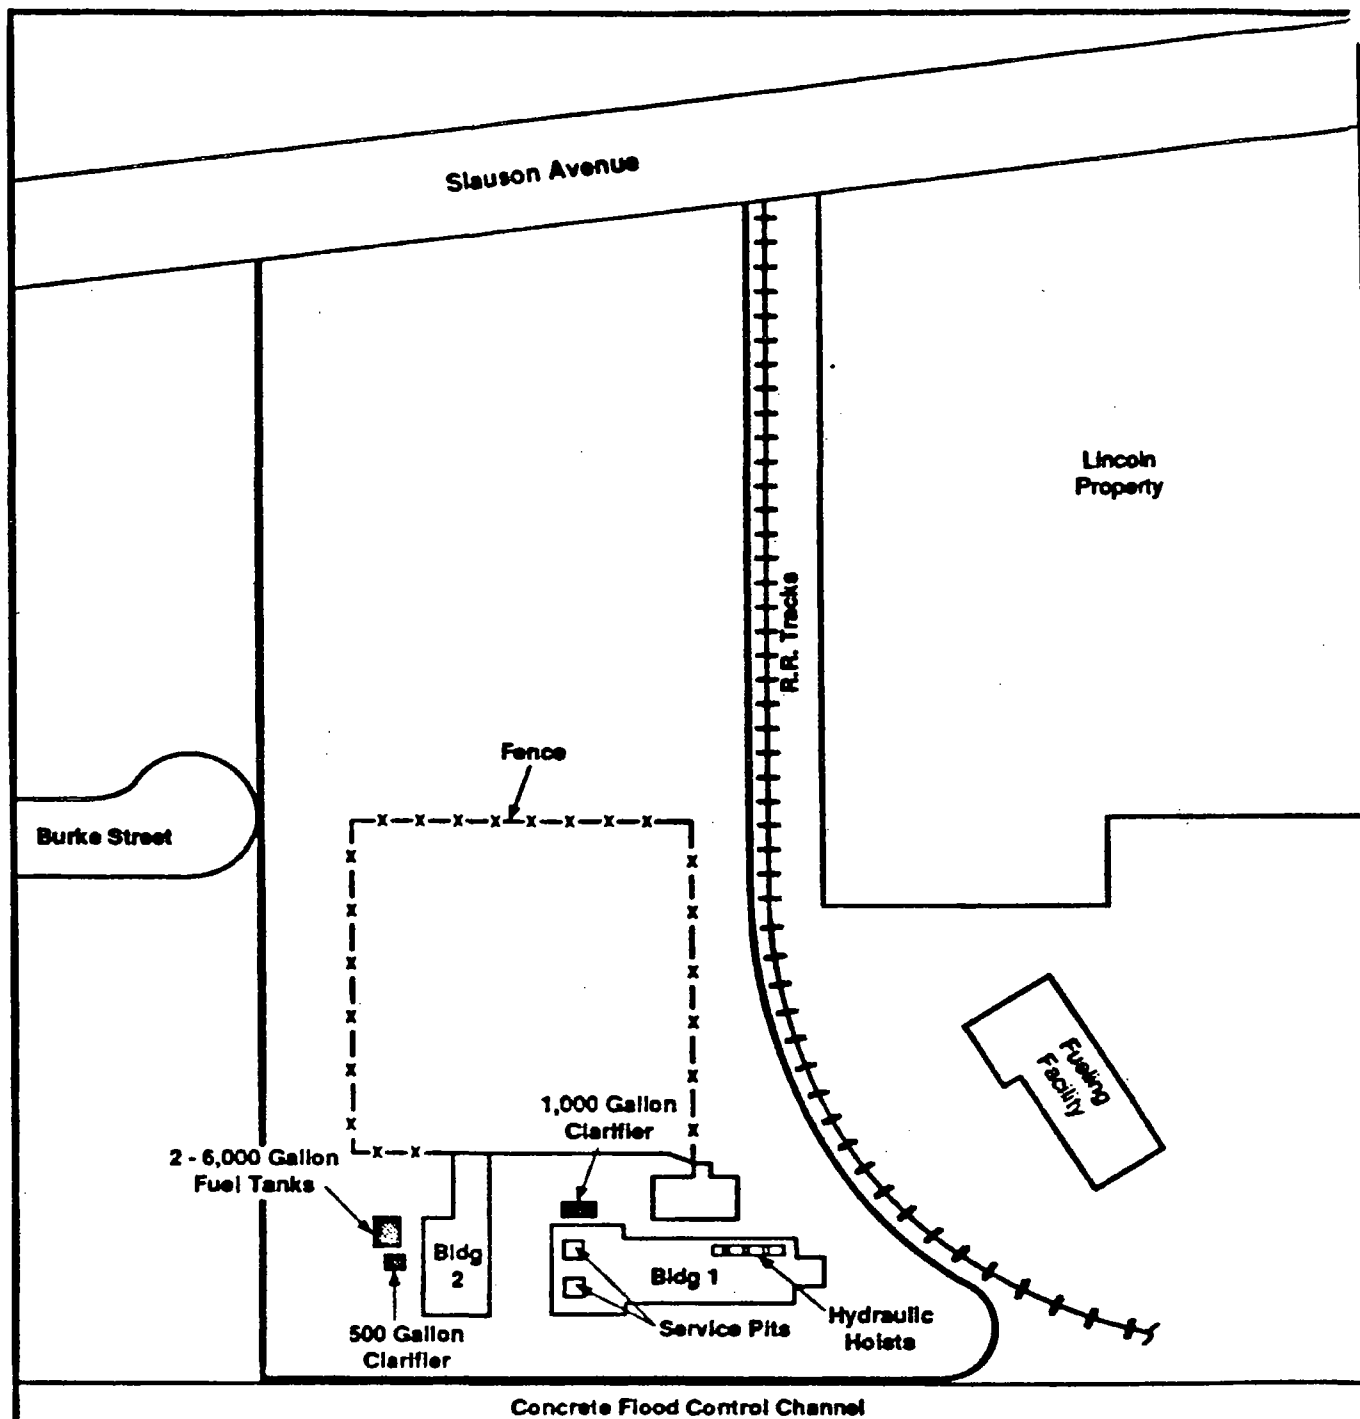 Slauson Avenue
Lincoln
Property
R.R. Tracks
Fence
Burke Street
Fueling
Facility
1,000 Gallon
Clarifier
2 - 6,000 Gallon
Fuel Tanks
Bldg
2
Bldg 1
500 Gallon
Clarifier
Service Pits
Hydraulic
Hoists
Concrete Flood Control Channel